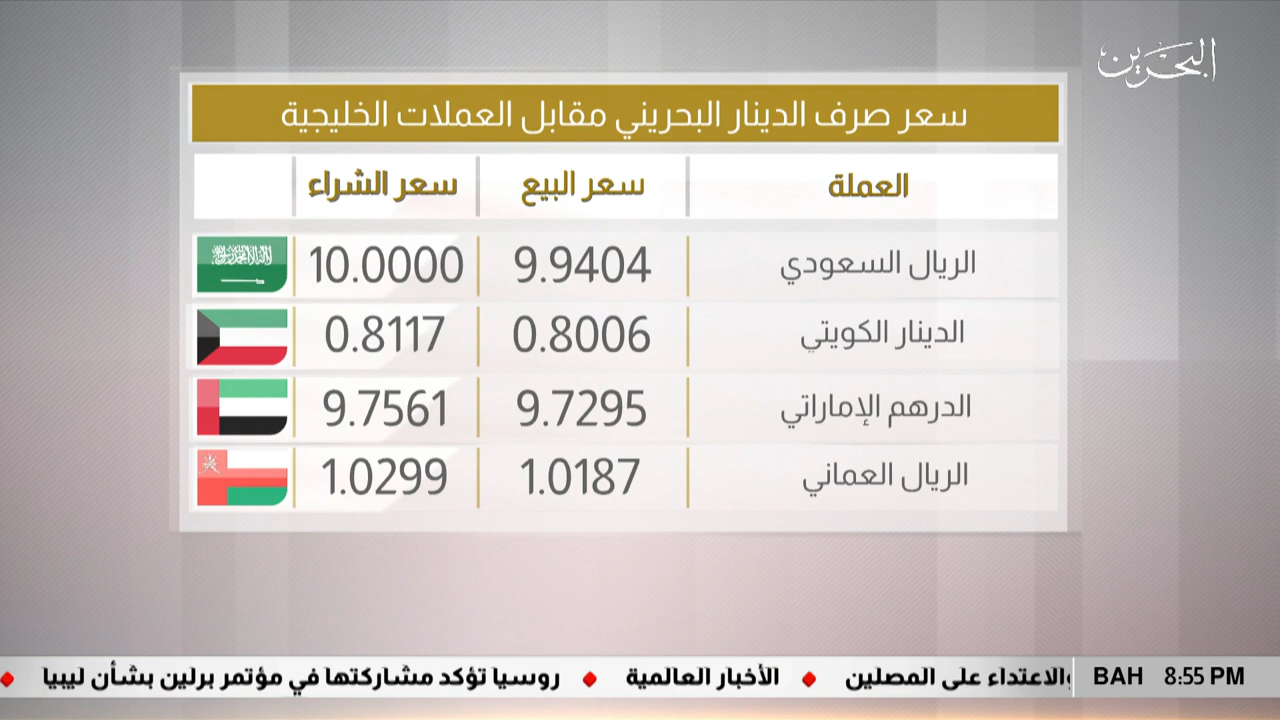 البحرين
سعر صرف الدينار البحريني مقابل العملات الخليجية
العملة سعر البيع سعر الشراء
الريال السعودي 9.9404 10.0000
الدينار الكويتي 0.8006 0.8117
الدرهم الإماراتي 9.7295 9.7561
الريال العماني 1.0187 1.0299
BAH 8:55 PM
والاعتداء على المصلين ♦ الأخبار العالمية ♦ روسيا تؤكد مشاركتها في مؤتمر برلين بشأن ليبيا ♦